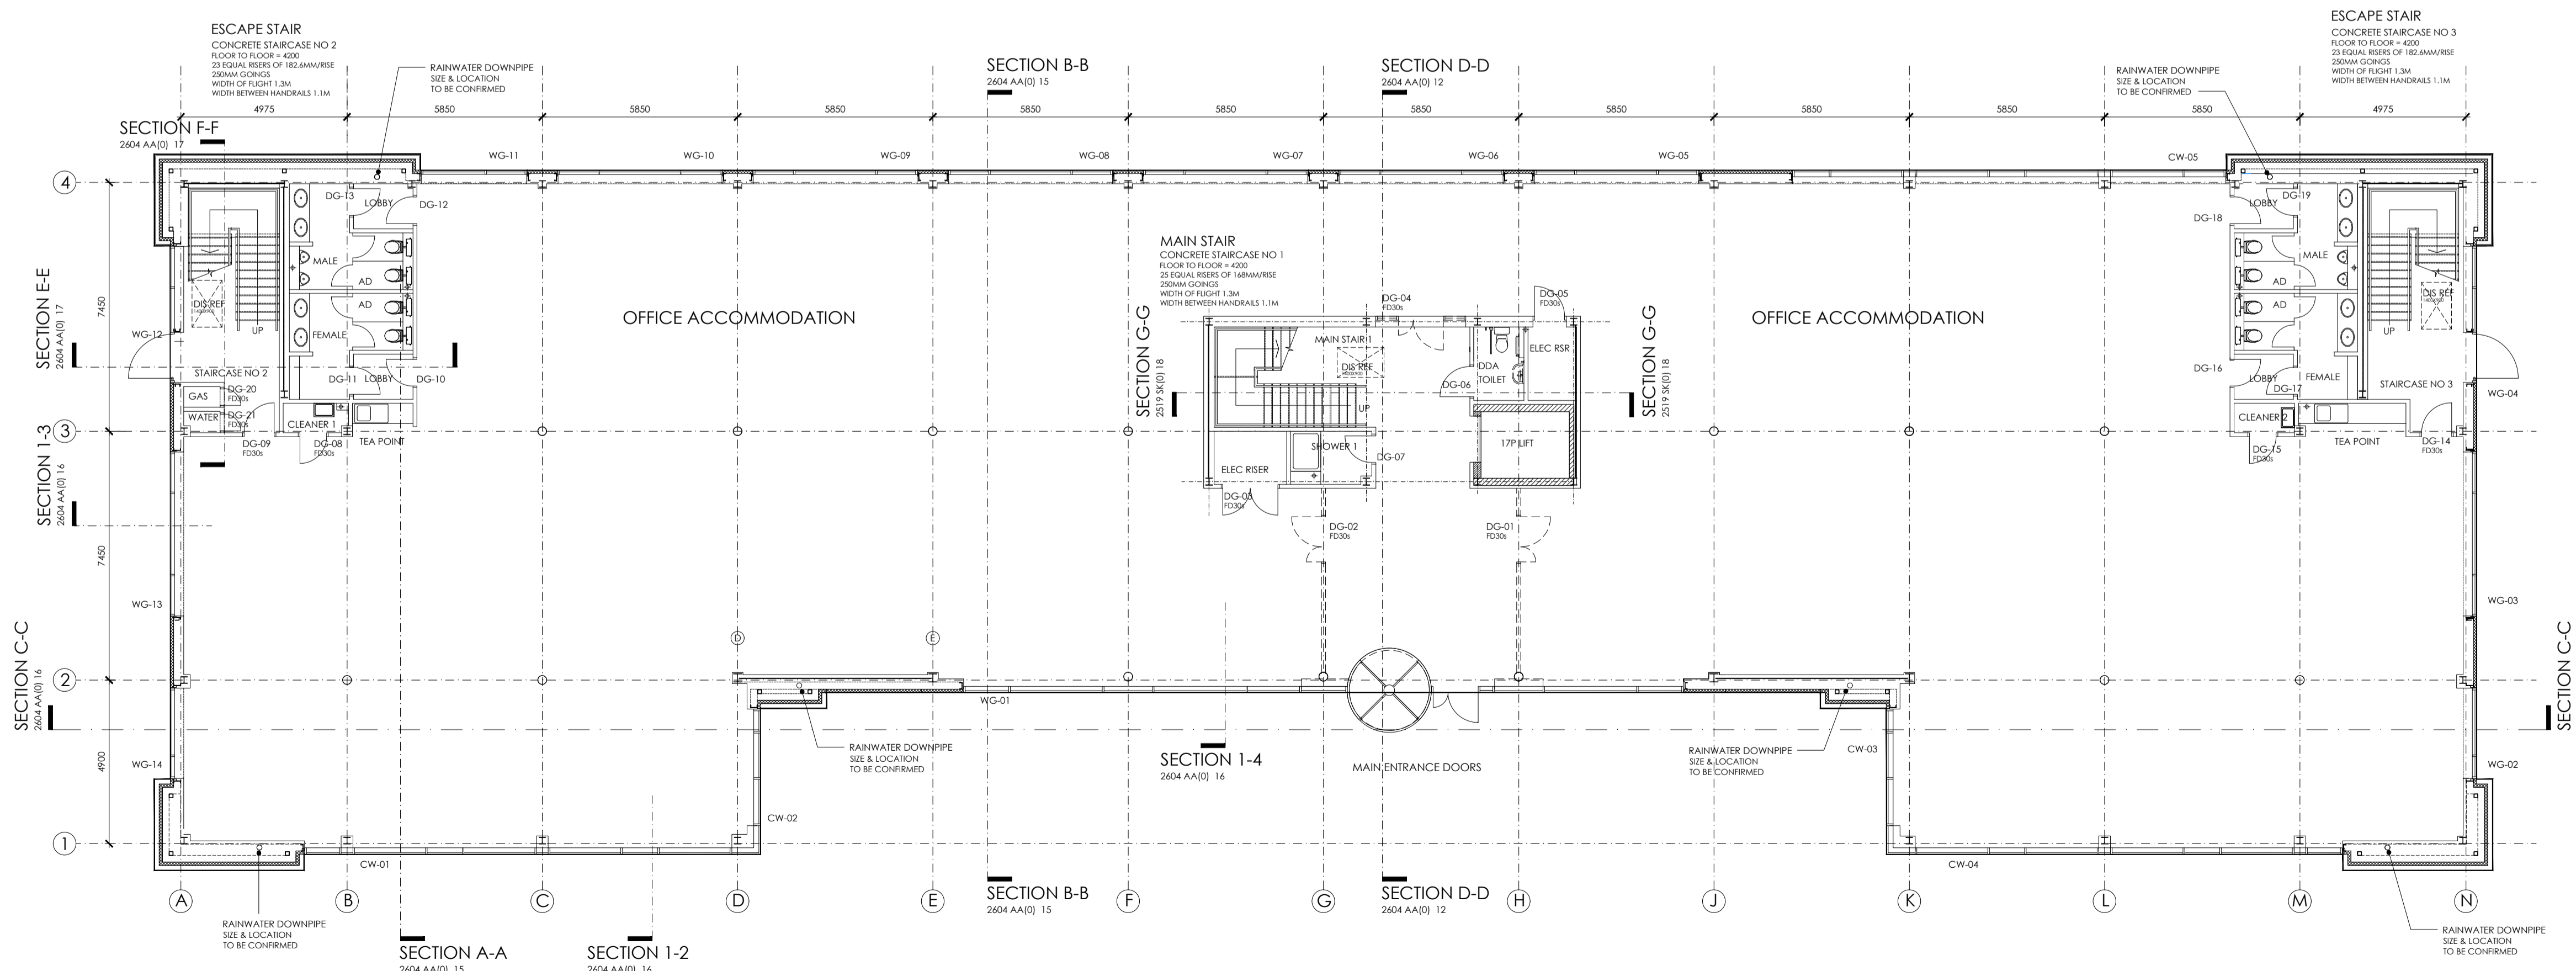 ESCAPE STAIR
CONCRETE STAIRCASE NO 2
FLOOR TO FLOOR = 4200
23 EQUAL RISERS OF 182.6MM/RISE
250MM GOINGS
WIDTH OF FLIGHT 1.3M
WIDTH BETWEEN HANDRAILS 1.1M
RAINWATER DOWNPIPE
SIZE & LOCATION
TO BE CONFIRMED
SECTION B-B
2604 AA(0) 15
SECTION D-D
2604 AA(0) 12
RAINWATER DOWNPIPE
SIZE & LOCATION
TO BE CONFIRMED
ESCAPE STAIR
CONCRETE STAIRCASE NO 3
FLOOR TO FLOOR = 4200
23 EQUAL RISERS OF 182.6MM/RISE
250MM GOINGS
WIDTH OF FLIGHT 1.3M
WIDTH BETWEEN HANDRAILS 1.1M
4975 5850 5850 5850 5850 5850 5850 5850 5850 5850 5850 4975
SECTION F-F
2604 AA(0) 17
WG-11 WG-10 WG-09 WG-08 WG-07 WG-06 WG-05 CW-05
4
DG-13
LOBBY
DG-12
MALE
AD
AD
FEMALE
DIS REF
1400X900
UP
WG-12
STAIRCASE NO 2
DG-11
LOBBY
DG-10
GAS
DG-20
FD30s
WATER
DG-21
FD30s
CLEANER 1
DG-09
FD30s
DG-08
FD30s
TEA POINT
SECTION E-E
2604 AA(0) 17
7450
OFFICE ACCOMMODATION
MAIN STAIR
CONCRETE STAIRCASE NO 1
FLOOR TO FLOOR = 4200
25 EQUAL RISERS OF 168MM/RISE
250MM GOINGS
WIDTH OF FLIGHT 1.3M
WIDTH BETWEEN HANDRAILS 1.1M
SECTION G-G
2519 SK(0) 18
DG-04
FD30s
DG-05
FD30s
MAIN STAIR 1
DIS REF
1400X900
DDA
TOILET
ELEC RSR
DG-06
UP
SHOWER 1
DG-07
17P LIFT
ELEC RISER
DG-03
FD30s
DG-02
FD30s
DG-01
FD30s
SECTION G-G
2519 SK(0) 18
OFFICE ACCOMMODATION
LOBBY
DG-19
DG-18
MALE
AD
AD
DG-16
LOBBY
DG-17
FEMALE
DIS REF
1400X900
UP
STAIRCASE NO 3
WG-04
CLEANER 2
DG-15
FD30s
TEA POINT
DG-14
FD30s
3
SECTION 1-3
2604 AA(0) 16
7450
WG-13
WG-03
SECTION C-C
2604 AA(0) 16
SECTION C-C
D
E
2
WG-01
4900
WG-14
RAINWATER DOWNPIPE
SIZE & LOCATION
TO BE CONFIRMED
SECTION 1-4
2604 AA(0) 16
MAIN ENTRANCE DOORS
RAINWATER DOWNPIPE
SIZE & LOCATION
TO BE CONFIRMED
CW-03
WG-02
CW-02
1
CW-01
CW-04
A B C D E F G H J K L M N
SECTION B-B
2604 AA(0) 15
SECTION D-D
2604 AA(0) 12
RAINWATER DOWNPIPE
SIZE & LOCATION
TO BE CONFIRMED
RAINWATER DOWNPIPE
SIZE & LOCATION
TO BE CONFIRMED
SECTION A-A
2604 AA(0) 15
SECTION 1-2
2604 AA(0) 16